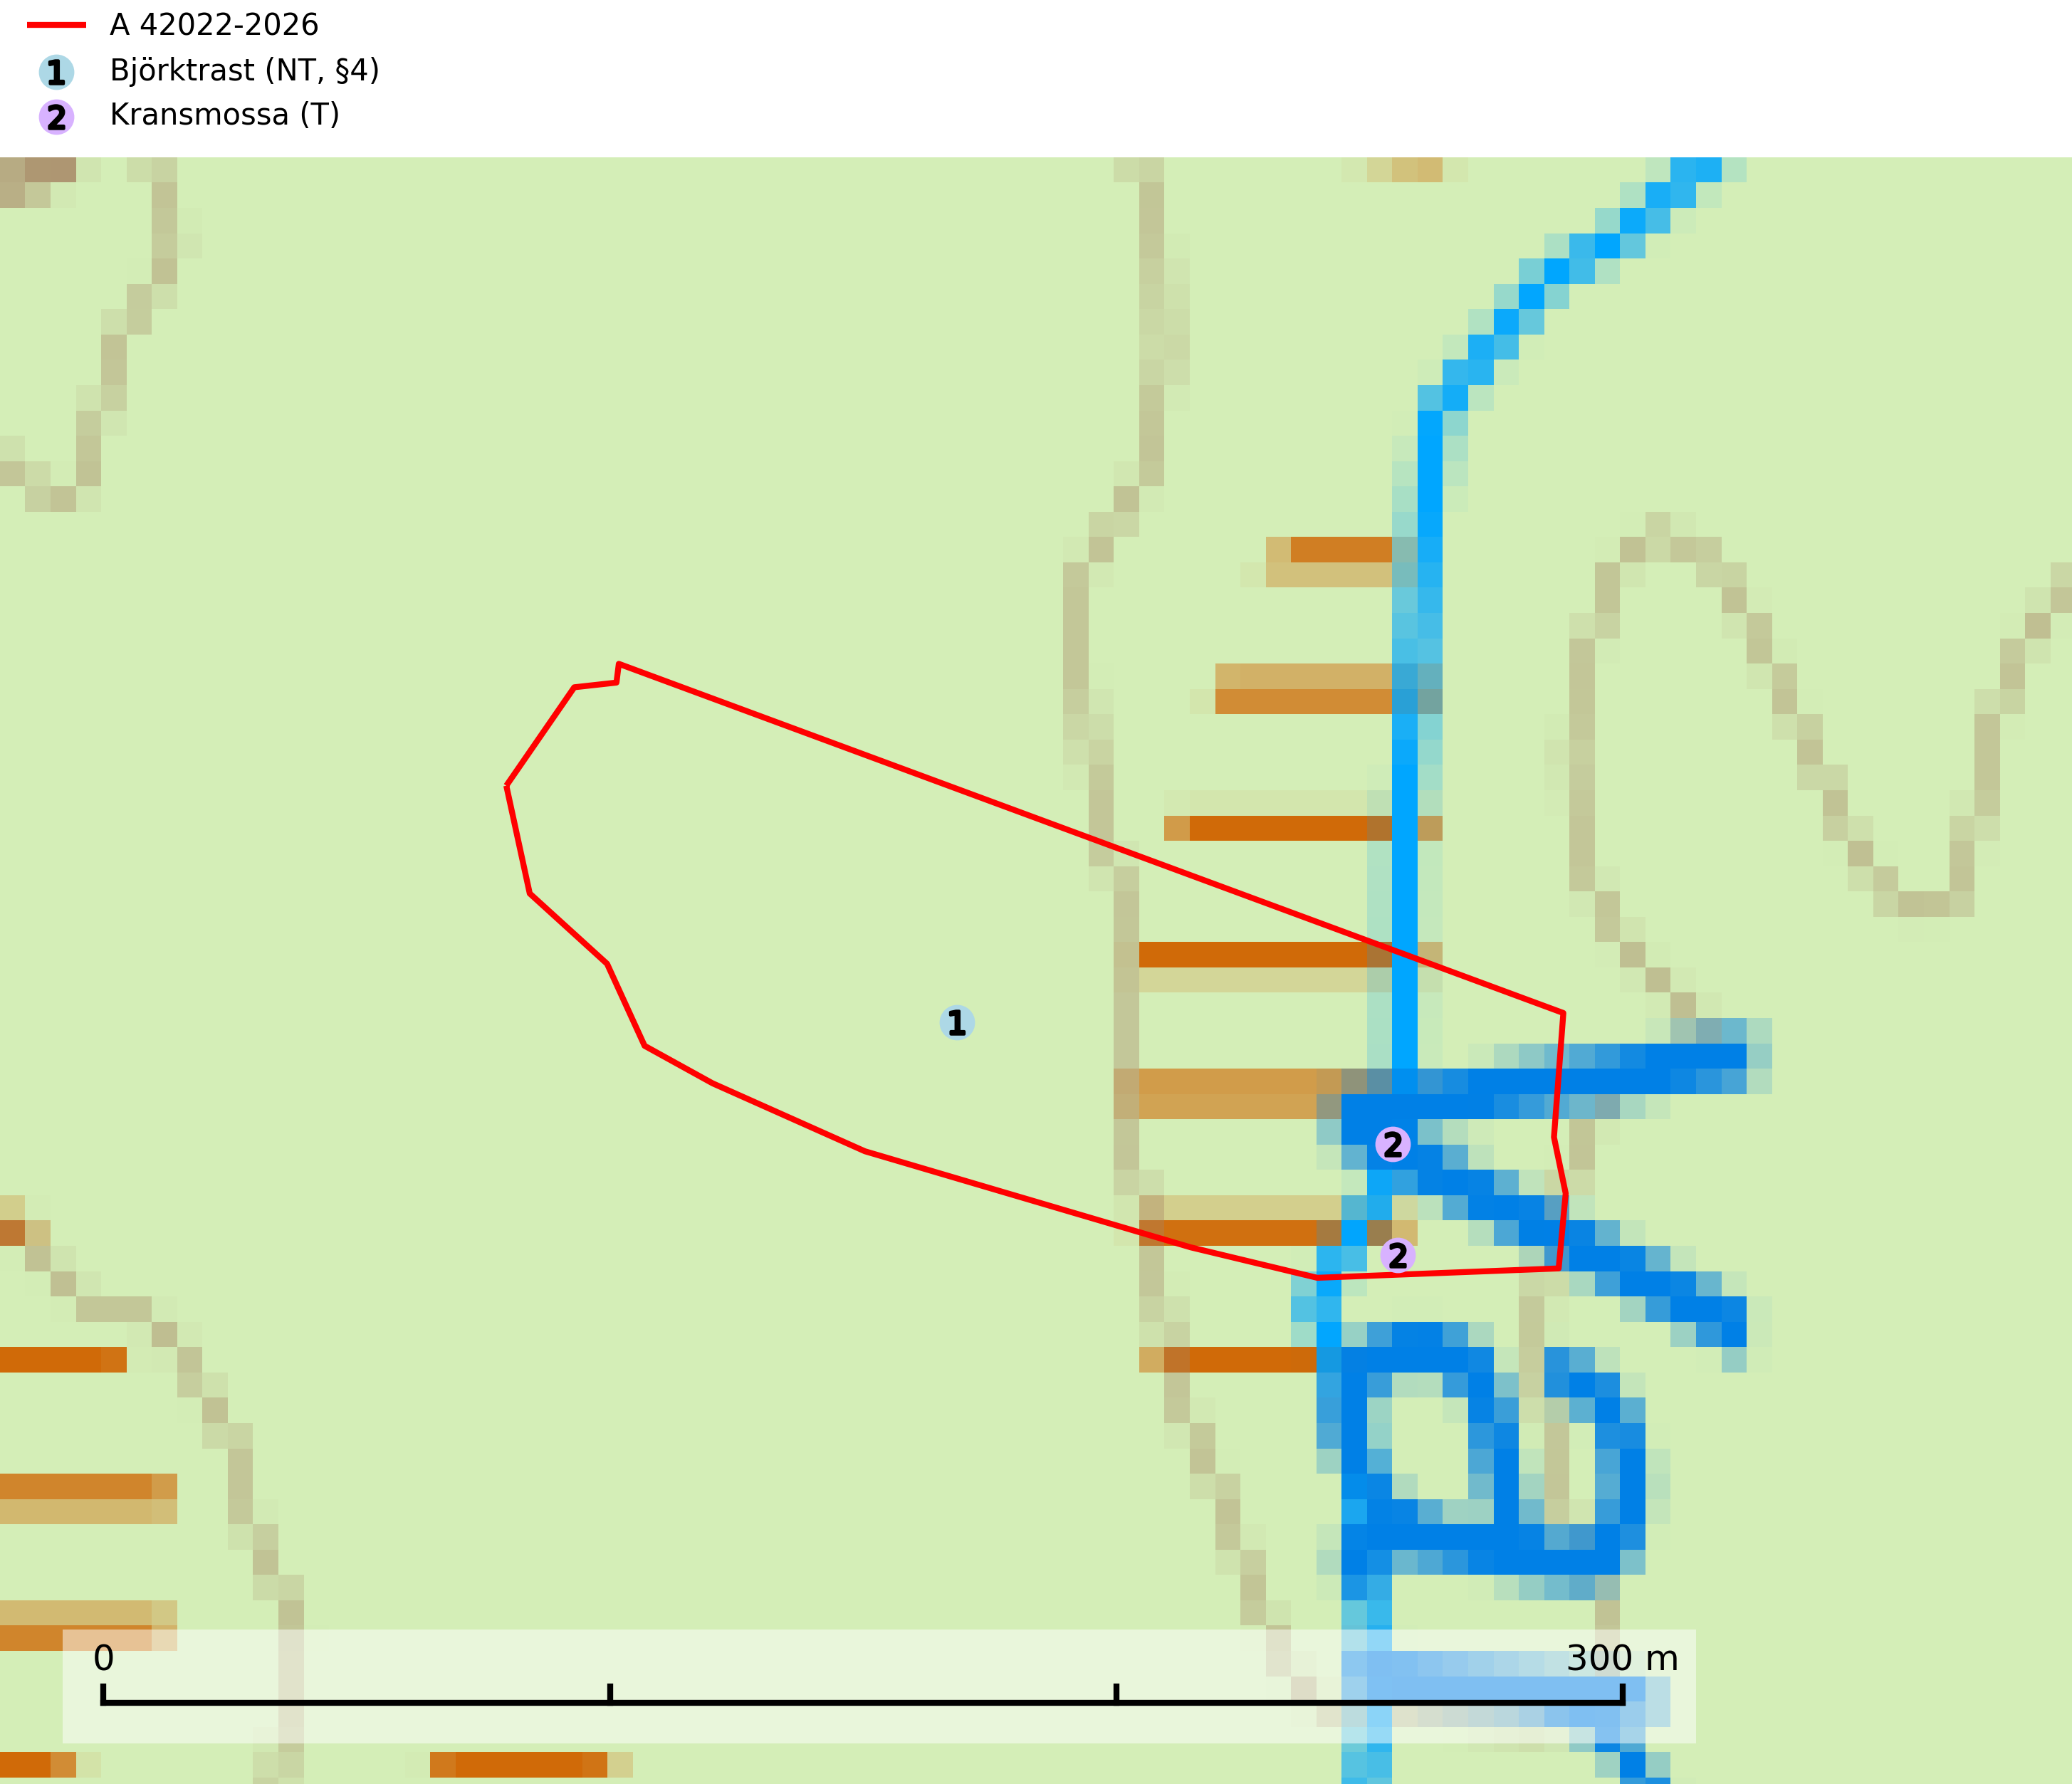 A 42022-2026
1 Björktrast (NT, §4)
2 Kransmossa (T)
1
2
2
0 300 m